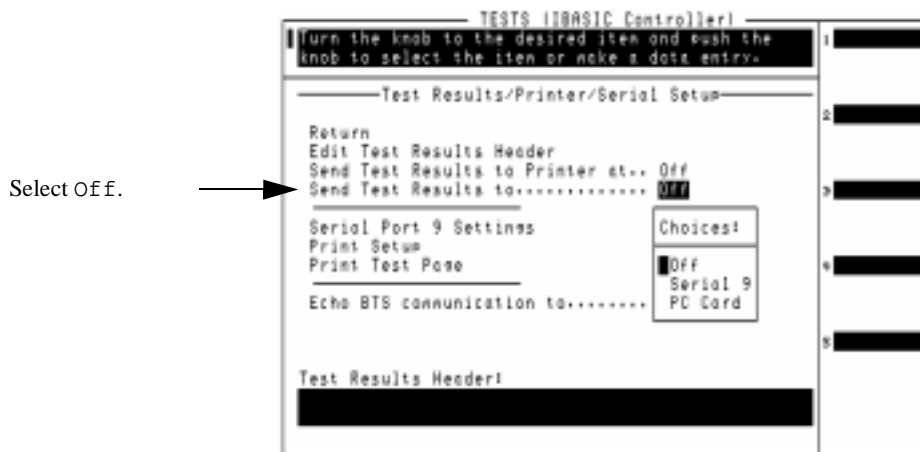 TESTS (IBASIC Controller)
Turn the knob to the desired item and push the
knob to select the item or make a data entry.
1
Test Results/Printer/Serial Setup
2
Return
Edit Test Results Header
Send Test Results to Printer at.. Off
Select Off.
Send Test Results to............. Off
3
Serial Port 9 Settings
Print Setup
Print Test Page
Choices:
Off
Serial 9
PC Card
4
Echo BTS communication to........
5
Test Results Header: